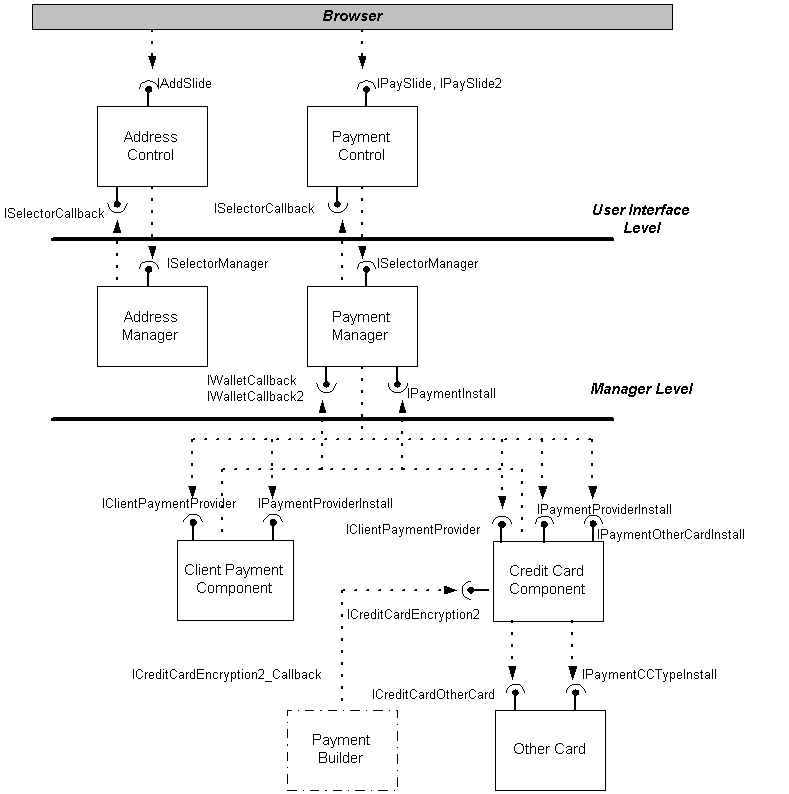 Browser
IAddSlide
IPaySlide, IPaySlide2
Address
Control
Payment
Control
ISelectorCallback
ISelectorCallback
User Interface
Level
ISelectorManager
ISelectorManager
Address
Manager
Payment
Manager
IWalletCallback
IWalletCallback2
IPaymentInstall
Manager Level
IClientPaymentProvider
IPaymentProviderInstall
IPaymentProviderInstall
IClientPaymentProvider
IPaymentOtherCardInstall
Client Payment
Component
Credit Card
Component
ICreditCardEncryption2
ICreditCardEncryption2_Callback
IPaymentCCTypeInstall
ICreditCardOtherCard
Payment
Builder
Other Card